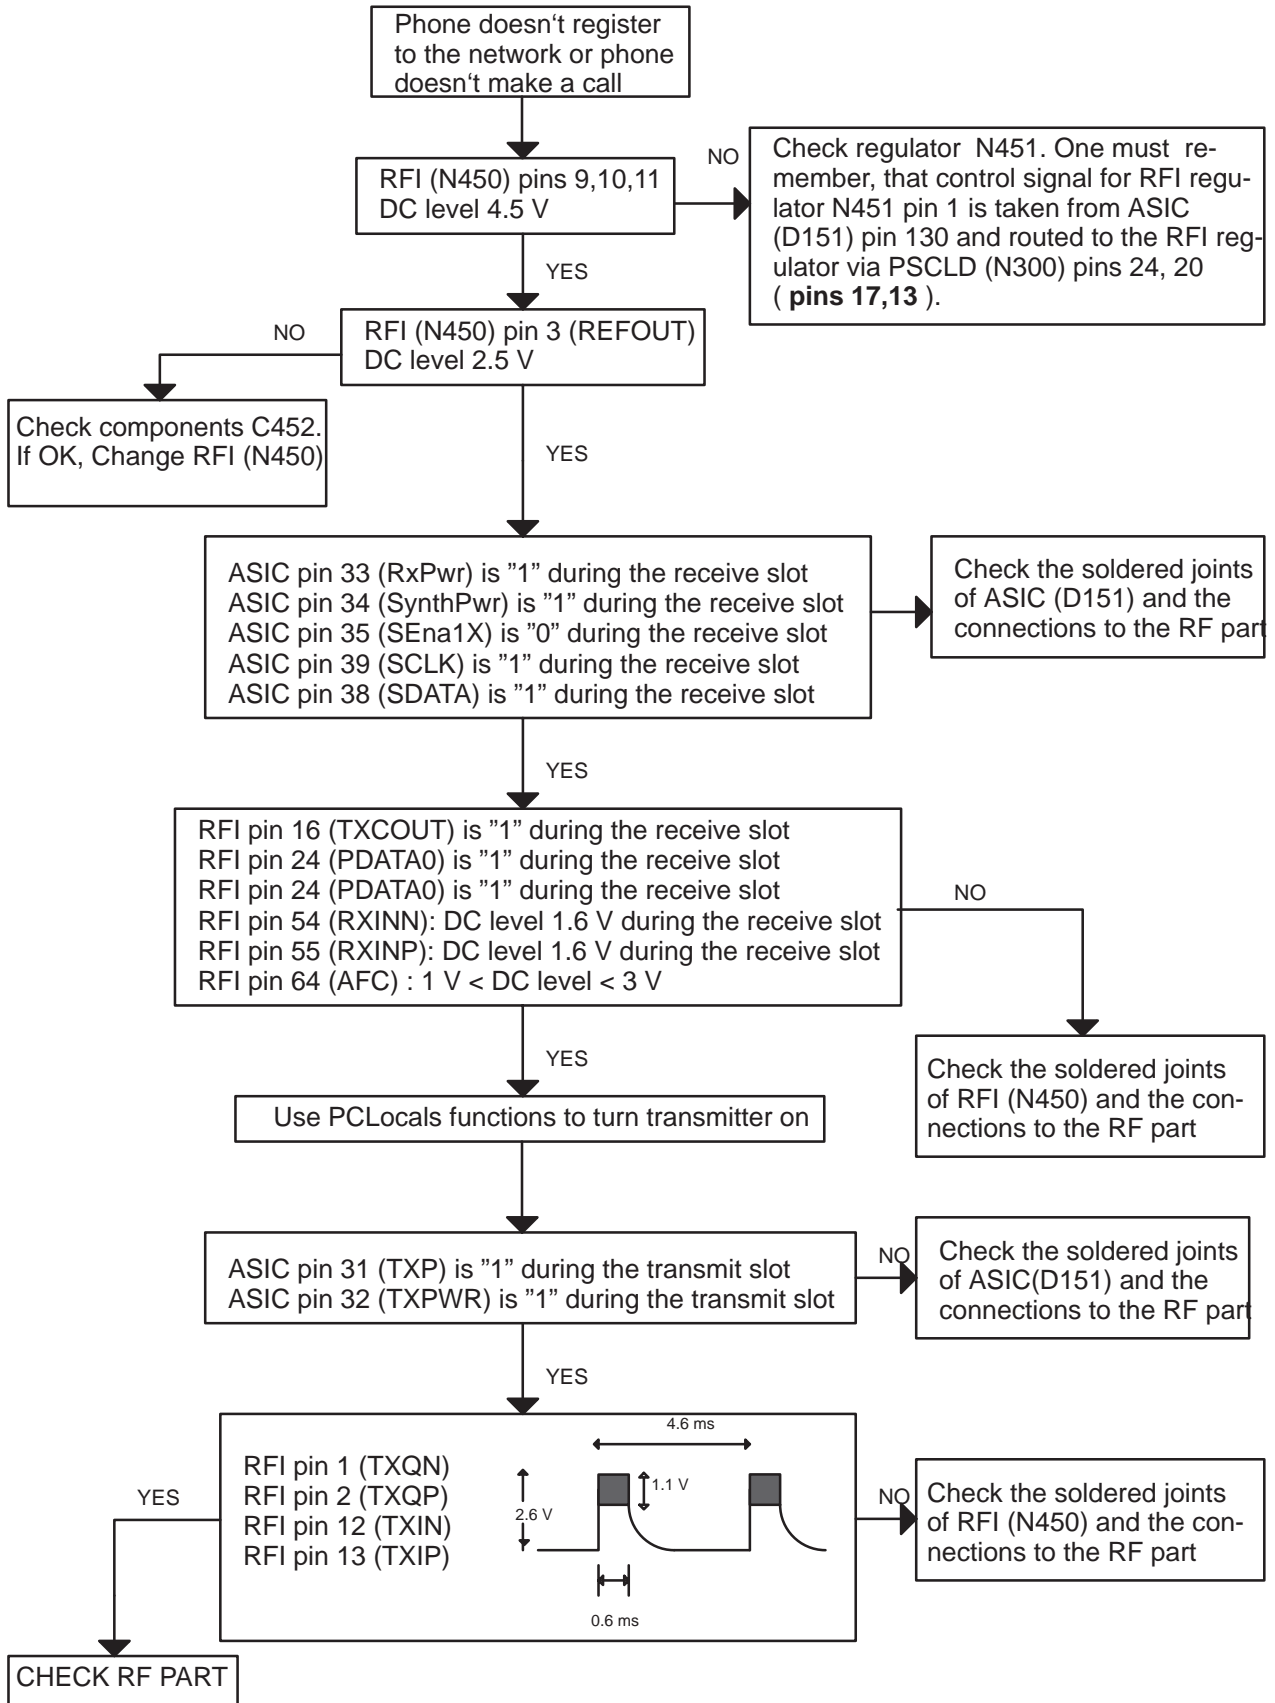 Phone doesn‘t register
to the network or phone
doesn‘t make a call
RFI (N450) pins 9,10,11
DC level 4.5 V
NO
Check regulator N451. One must re-
member, that control signal for RFI regu-
lator N451 pin 1 is taken from ASIC
(D151) pin 130 and routed to the RFI reg-
ulator via PSCLD (N300) pins 24, 20
( pins 17,13 ).
YES
RFI (N450) pin 3 (REFOUT)
DC level 2.5 V
NO
Check components C452.
If OK, Change RFI (N450)
YES
ASIC pin 33 (RxPwr) is ”1” during the receive slot
ASIC pin 34 (SynthPwr) is ”1” during the receive slot
ASIC pin 35 (SEna1X) is ”0” during the receive slot
ASIC pin 39 (SCLK) is ”1” during the receive slot
ASIC pin 38 (SDATA) is ”1” during the receive slot
Check the soldered joints
of ASIC (D151) and the
connections to the RF part
YES
RFI pin 16 (TXCOUT) is ”1” during the receive slot
RFI pin 24 (PDATA0) is ”1” during the receive slot
RFI pin 24 (PDATA0) is ”1” during the receive slot
RFI pin 54 (RXINN): DC level 1.6 V during the receive slot
RFI pin 55 (RXINP): DC level 1.6 V during the receive slot
RFI pin 64 (AFC) : 1 V < DC level < 3 V
NO
Check the soldered joints
of RFI (N450) and the con-
nections to the RF part
YES
Use PCLocals functions to turn transmitter on
ASIC pin 31 (TXP) is ”1” during the transmit slot
ASIC pin 32 (TXPWR) is ”1” during the transmit slot
NO
Check the soldered joints
of ASIC(D151) and the
connections to the RF part
YES
RFI pin 1 (TXQN)
RFI pin 2 (TXQP)
RFI pin 12 (TXIN)
RFI pin 13 (TXIP)
4.6 ms
1.1 V
2.6 V
0.6 ms
NO
Check the soldered joints
of RFI (N450) and the con-
nections to the RF part
YES
CHECK RF PART